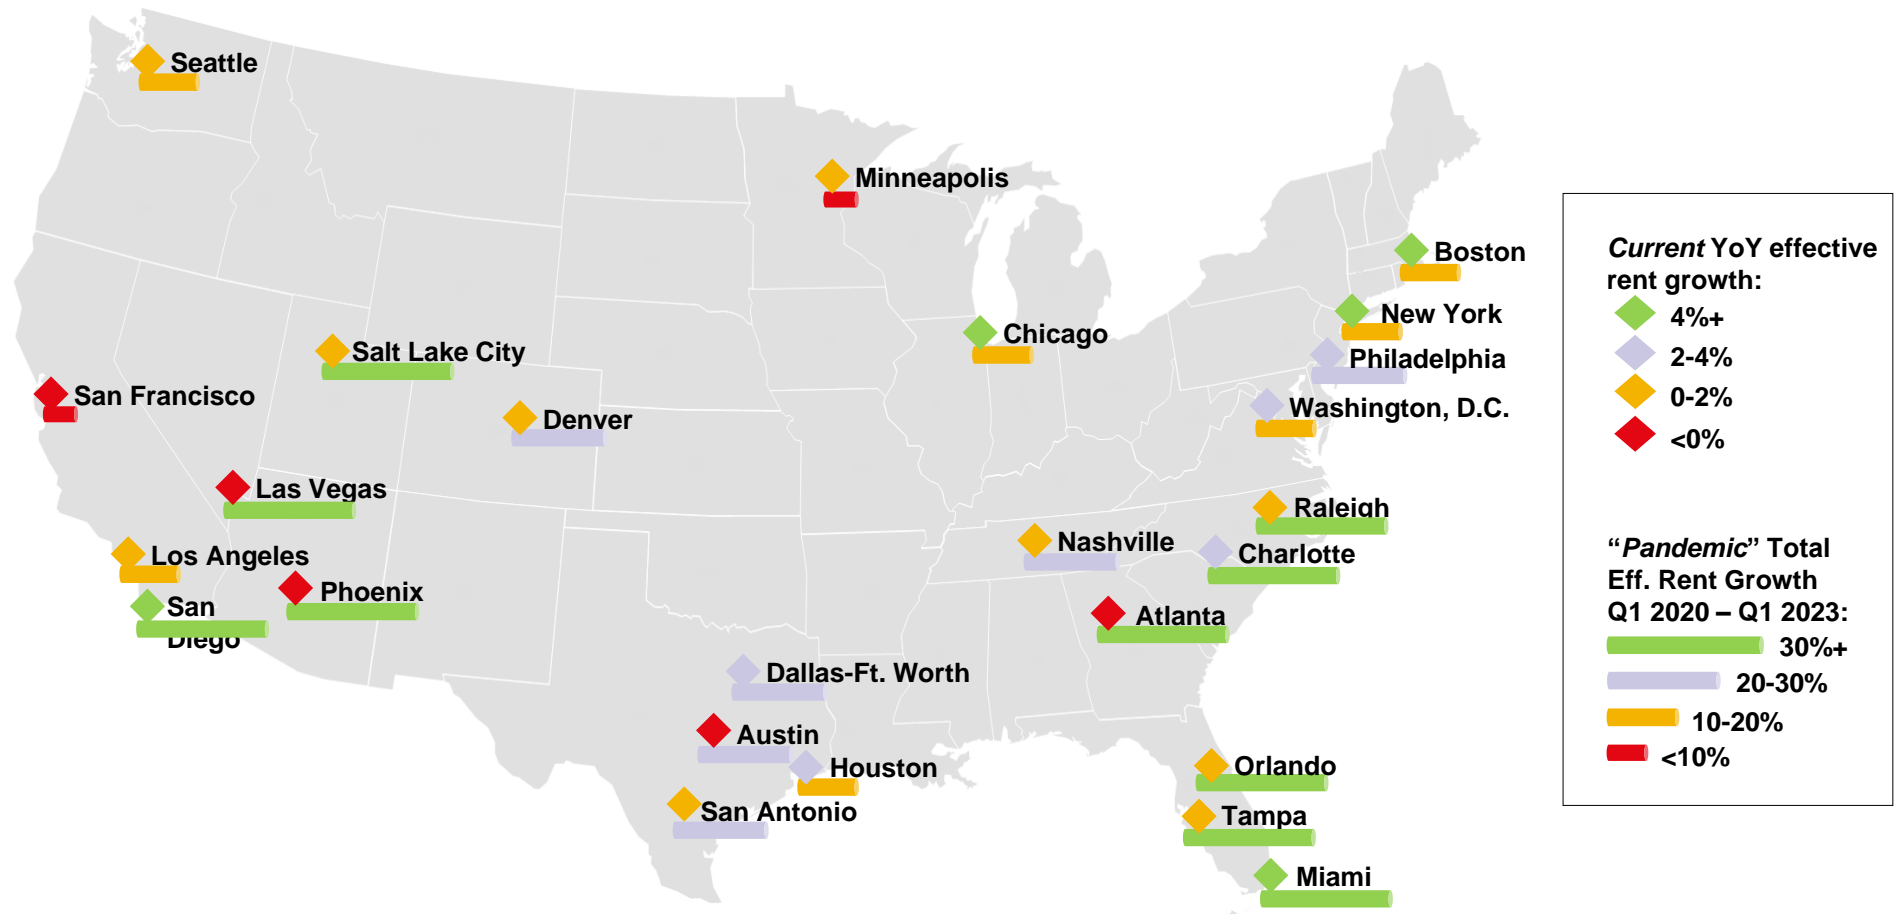 Seattle
Minneapolis
Boston
New York
Chicago
Philadelphia
Salt Lake City
San Francisco
Washington, D.C.
Denver
Las Vegas
Raleigh
Nashville
Charlotte
Los Angeles
Phoenix
San
Diego
Atlanta
Dallas-Ft. Worth
Austin
Houston
Orlando
San Antonio
Tampa
Miami
Current YoY effective
rent growth:
4%+
2-4%
0-2%
<0%
“Pandemic” Total
Eff. Rent Growth
Q1 2020 – Q1 2023:
30%+
20-30%
10-20%
<10%